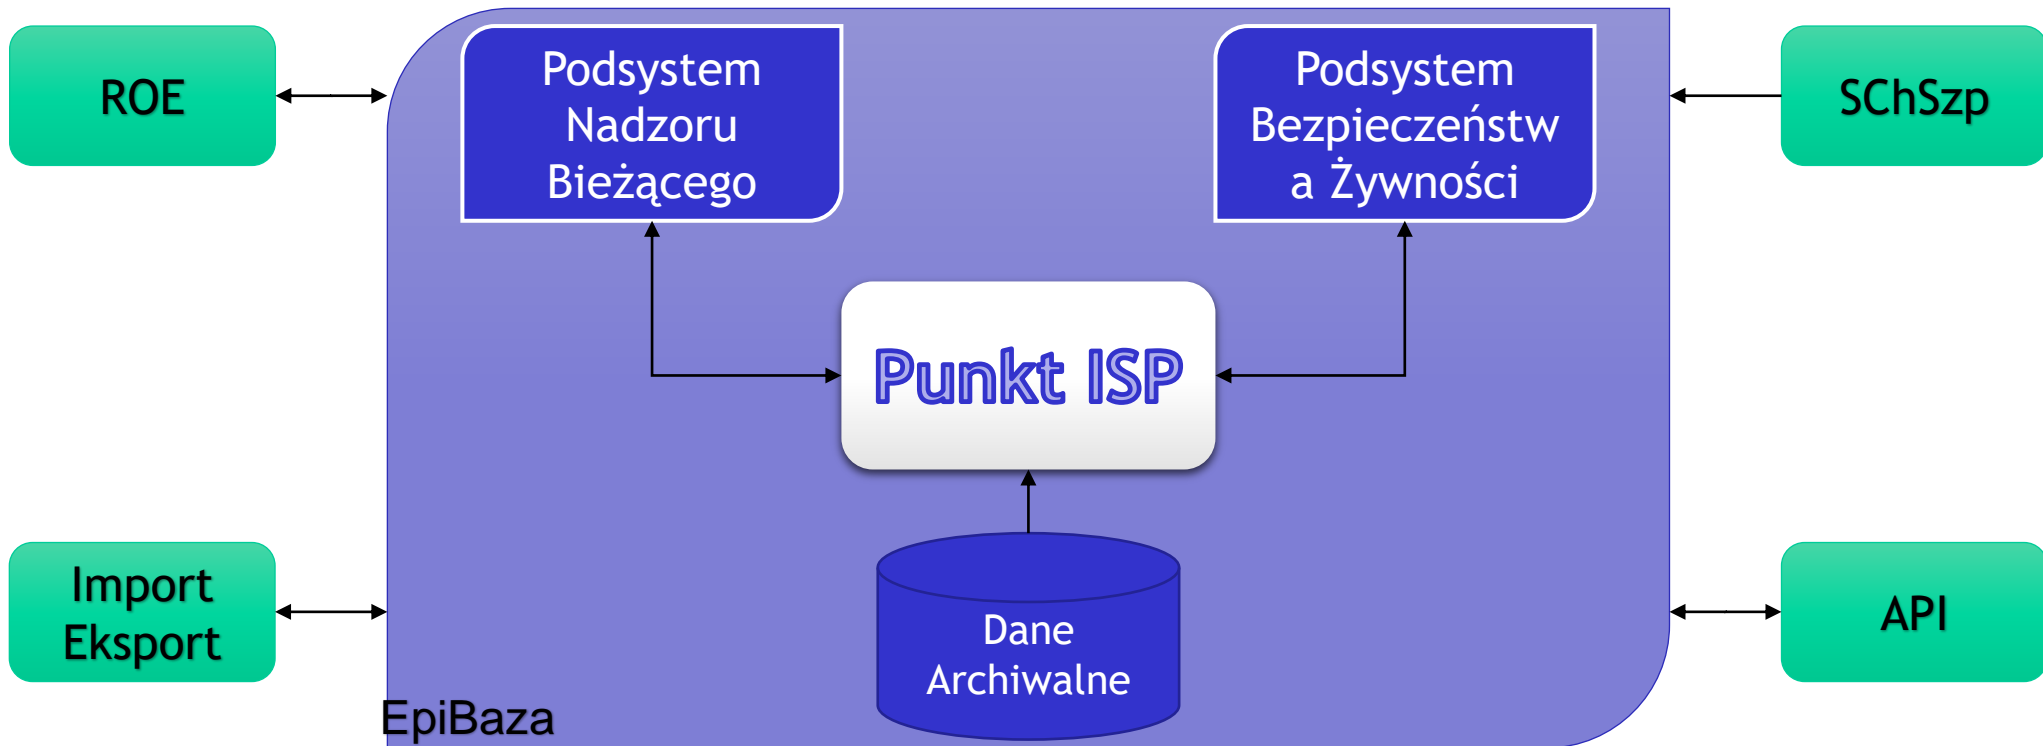 ROE
Podsystem
Nadzoru
Bieżącego
Podsystem
Bezpieczeństw
a Żywności
SChSzp
Punkt ISP
Import
Eksport
Dane
Archiwalne
API
EpiBaza